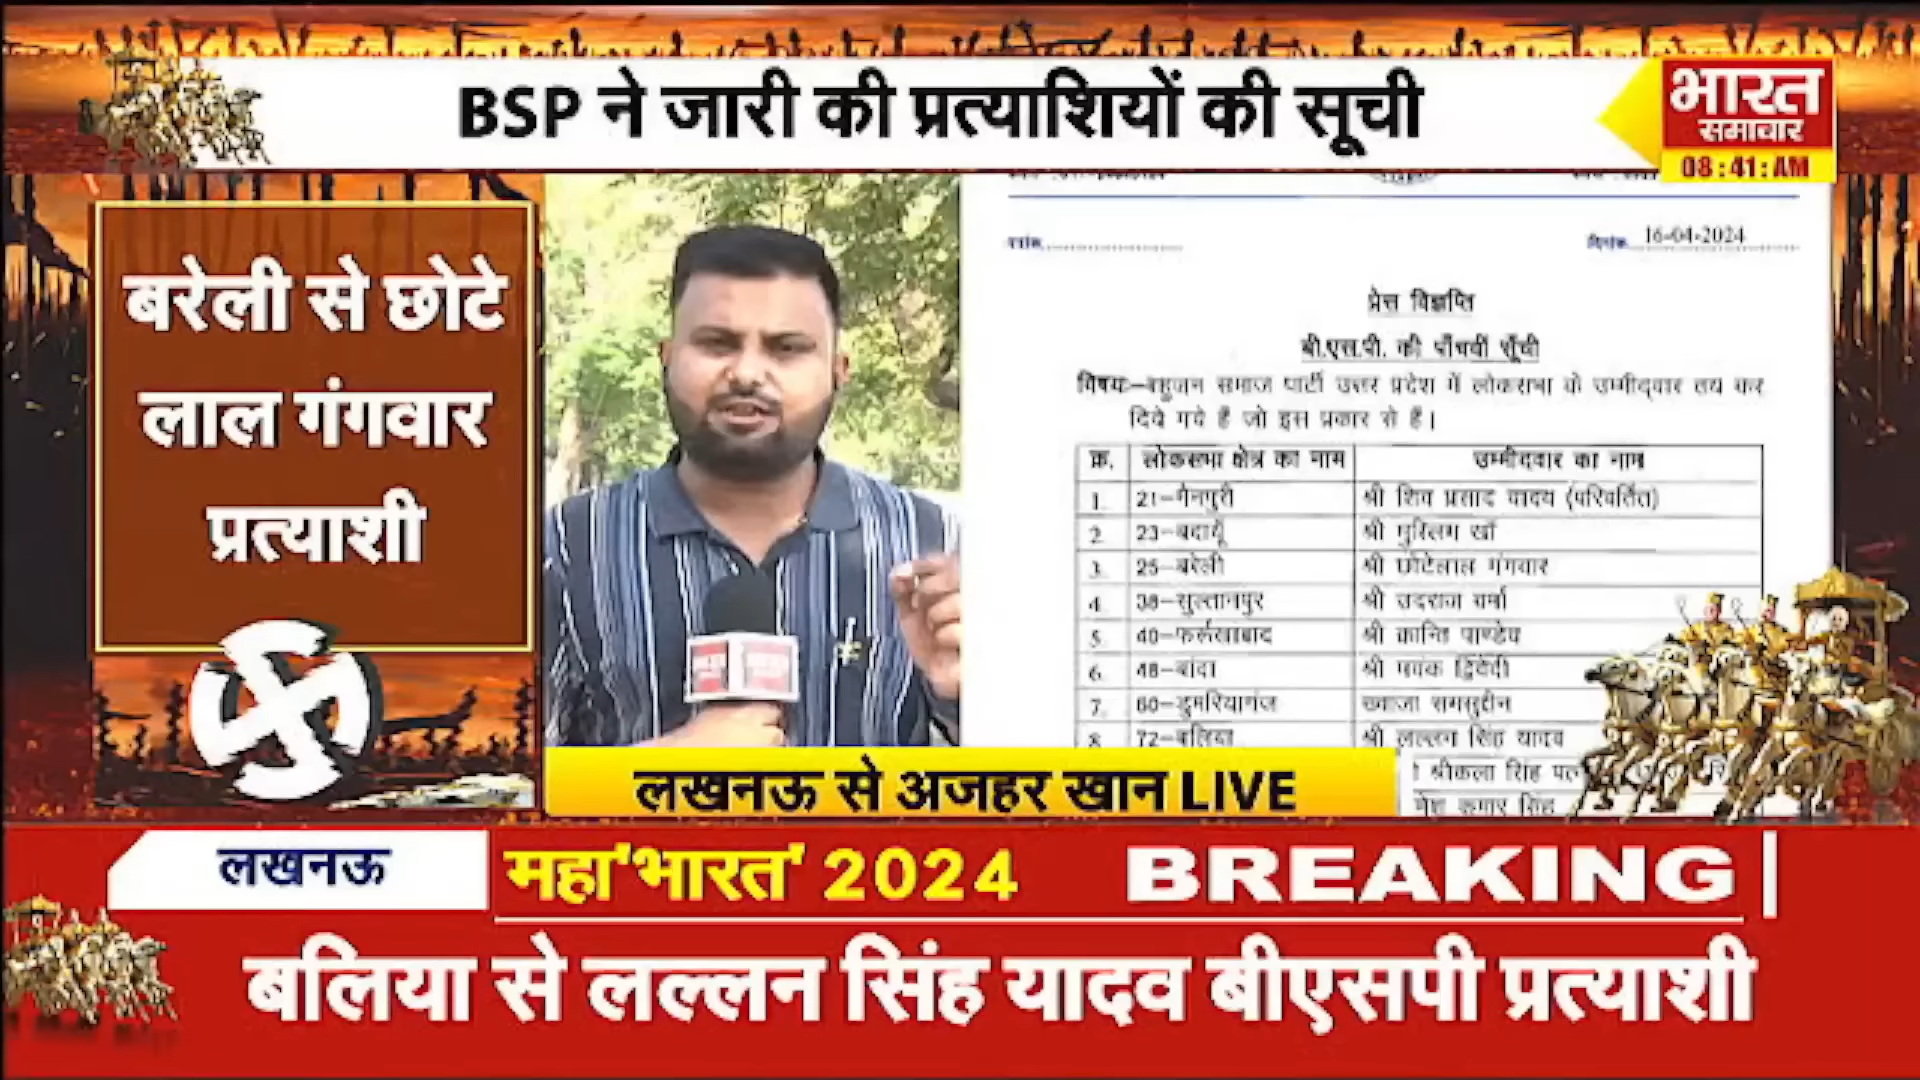 BSP ने जारी की प्रत्याशियों की सूची
भारत
समाचार
08:41:AM
बरेली से छोटे
लाल गंगवार
प्रत्याशी
दिनांक 16-04-2024
प्रेस विज्ञप्ति
बी.एस.पी. की पाँचवीं सूची
विषय:-बहुजन समाज पार्टी उत्तर प्रदेश में लोकसभा के उम्मीदवार तय कर
दिये गये हैं जो इस प्रकार से हैं।
क्र. लोकसभा क्षेत्र का नाम उम्मीदवार का नाम
1. 21-मैनपुरी श्री शिव प्रसाद यादव (परिवर्तित)
2. 23-बदायूँ श्री मुस्लिम खाँ
3. 25-बरेली श्री छोटेलाल गंगवार
4. 38-सुल्तानपुर श्री उदराज वर्मा
5. 40-फर्रुखाबाद श्री कान्ति पाण्डेय
6. 48-बांदा श्री मयंक द्विवेदी
7. 60-डुमरियागंज ख्वाजा समसुद्दीन
8. 72-बलिया श्री लल्लन सिंह यादव
श्रीकला सिंह
कुमार सिंह
लखनऊ से अजहर खान LIVE
लखनऊ
महा'भारत' 2024
BREAKING
बलिया से लल्लन सिंह यादव बीएसपी प्रत्याशी